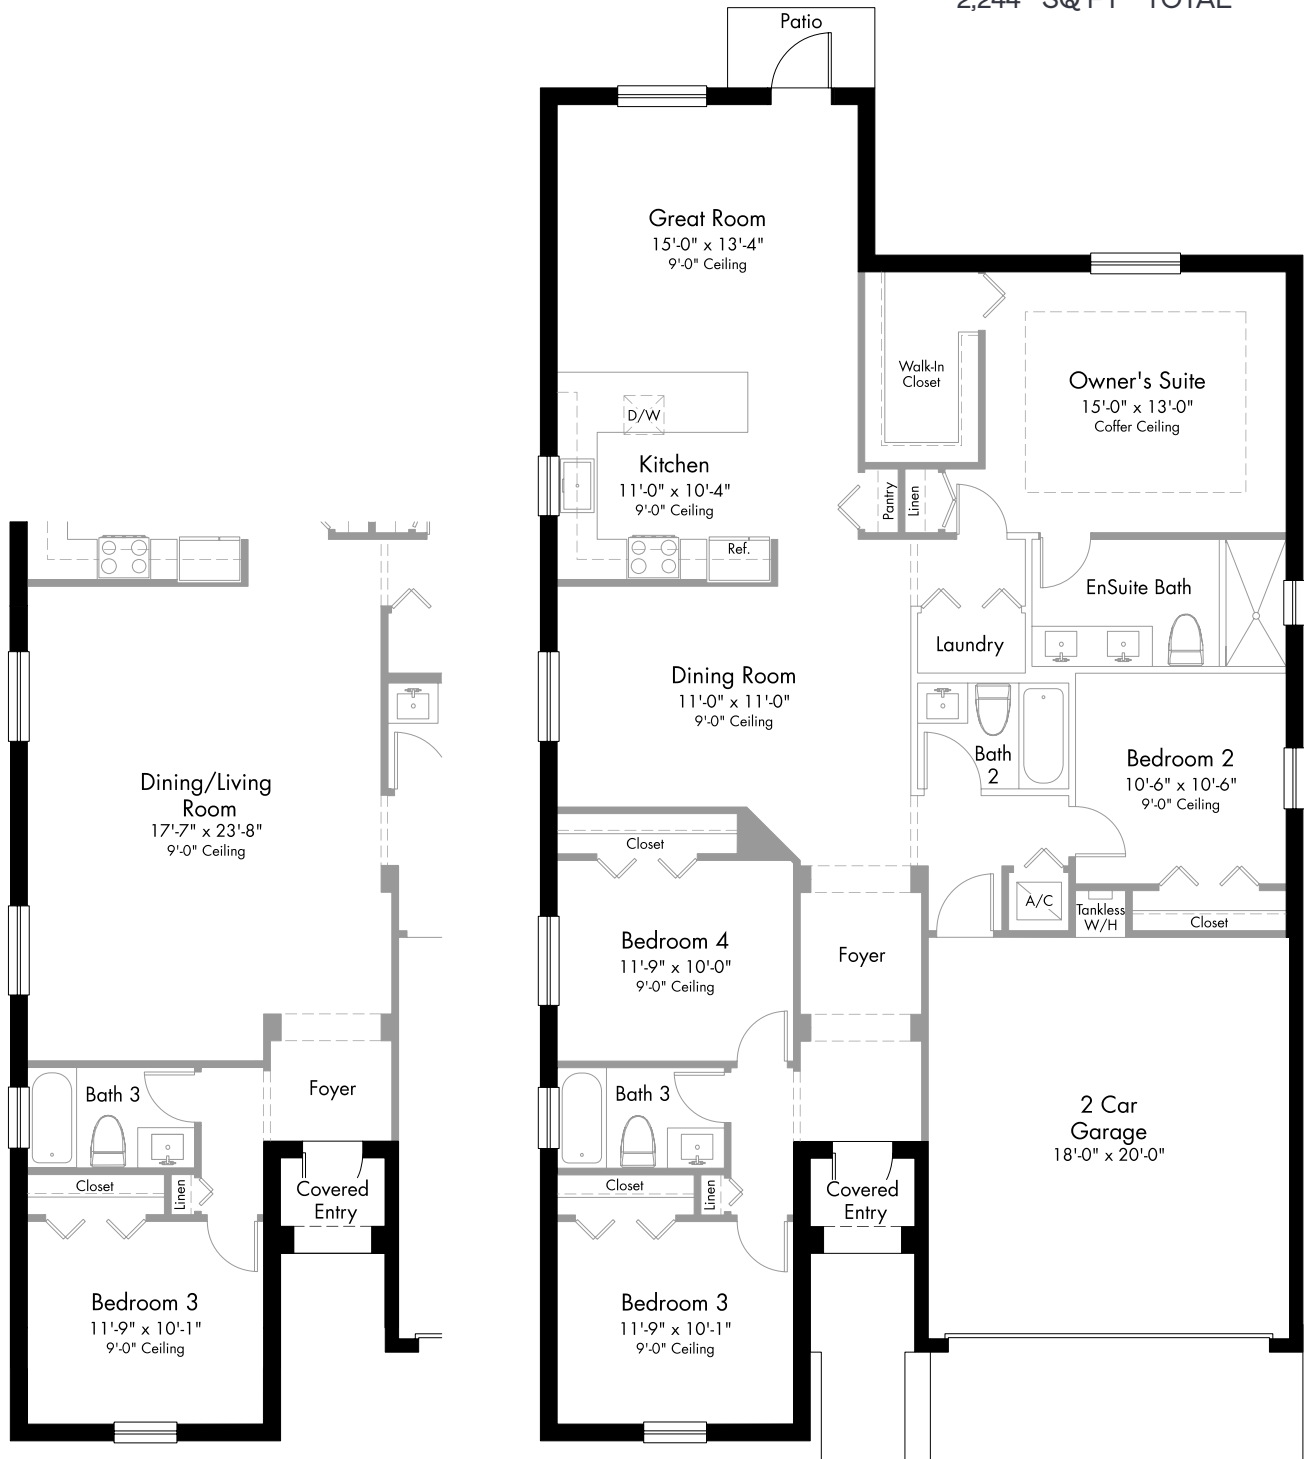 2,244 SQ FT TOTAL
Patio
Great Room
15'-0" x 13'-4"
9'-0" Ceiling
Walk-In
Closet
Owner's Suite
15'-0" x 13'-0"
Coffer Ceiling
D/W
Kitchen
11'-0" x 10'-4"
9'-0" Ceiling
Pantry
Linen
Ref.
EnSuite Bath
Laundry
Dining Room
11'-0" x 11'-0"
9'-0" Ceiling
Bath
2
Bedroom 2
10'-6" x 10'-6"
9'-0" Ceiling
Closet
A/C
Tankless
W/H
Closet
Bedroom 4
11'-9" x 10'-0"
9'-0" Ceiling
Foyer
Bath 3
2 Car
Garage
18'-0" x 20'-0"
Closet
Linen
Covered
Entry
Bedroom 3
11'-9" x 10'-1"
9'-0" Ceiling
Dining/Living
Room
17'-7" x 23'-8"
9'-0" Ceiling
Bath 3
Foyer
Closet
Linen
Covered
Entry
Bedroom 3
11'-9" x 10'-1"
9'-0" Ceiling